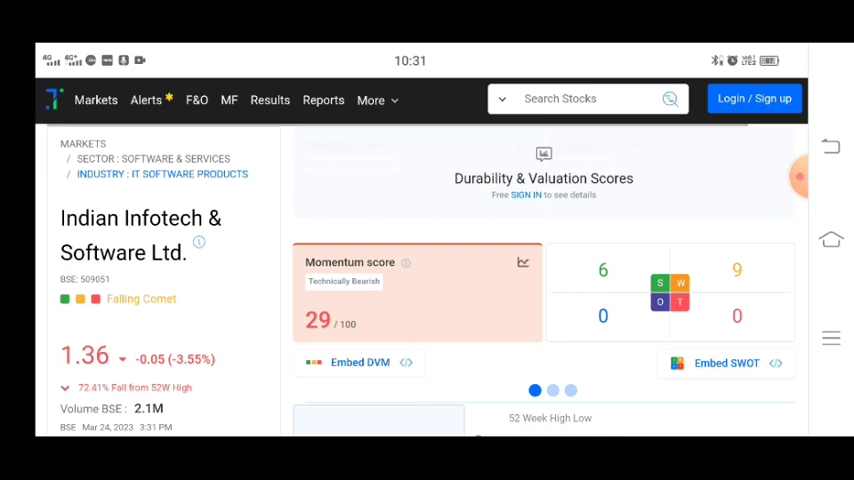 10:31
Markets Alerts F&O MF Results Reports More Search Stocks Login / Sign up
MARKETS
/ SECTOR : SOFTWARE & SERVICES
/ INDUSTRY : IT SOFTWARE PRODUCTS
Indian Infotech &
Software Ltd.
BSE: 509051
Falling Comet
1.36 -0.05 (-3.55%)
72.41% Fall from 52W High
Volume BSE : 2.1M
BSE Mar 24, 2023 3:31 PM
Durability & Valuation Scores
Free SIGN IN to see details
Momentum score
Technically Bearish
29 / 100
6 9
S W
O T
0 0
Embed DVM </>
Embed SWOT </>
52 Week High Low